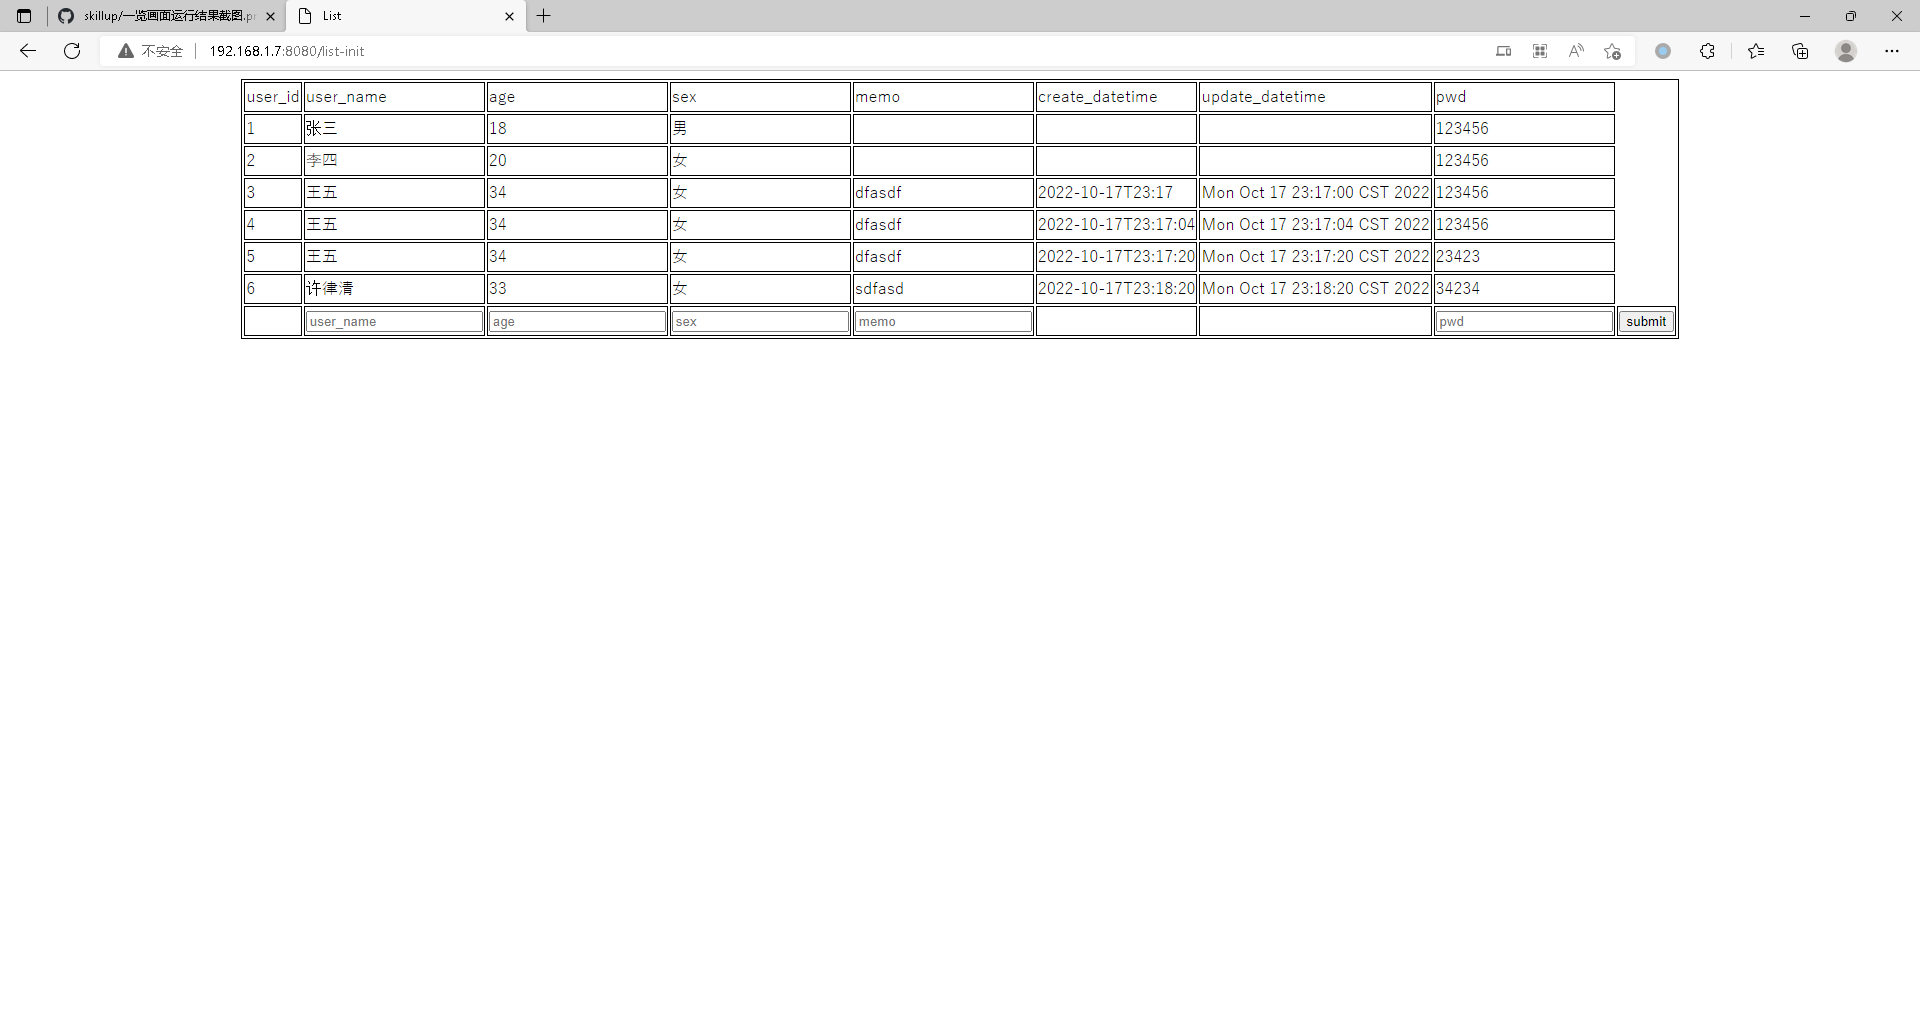 skillup/一览画面运行结果截图.pn
List
不安全 192.168.1.7:8080/list-init
user_id user_name age sex memo create_datetime update_datetime pwd
1 张三 18 男 123456
2 李四 20 女 123456
3 王五 34 女 dfasdf 2022-10-17T23:17 Mon Oct 17 23:17:00 CST 2022 123456
4 王五 34 女 dfasdf 2022-10-17T23:17:04 Mon Oct 17 23:17:04 CST 2022 123456
5 王五 34 女 dfasdf 2022-10-17T23:17:20 Mon Oct 17 23:17:20 CST 2022 23423
6 许律清 33 女 sdfasd 2022-10-17T23:18:20 Mon Oct 17 23:18:20 CST 2022 34234
user_name age sex memo pwd submit